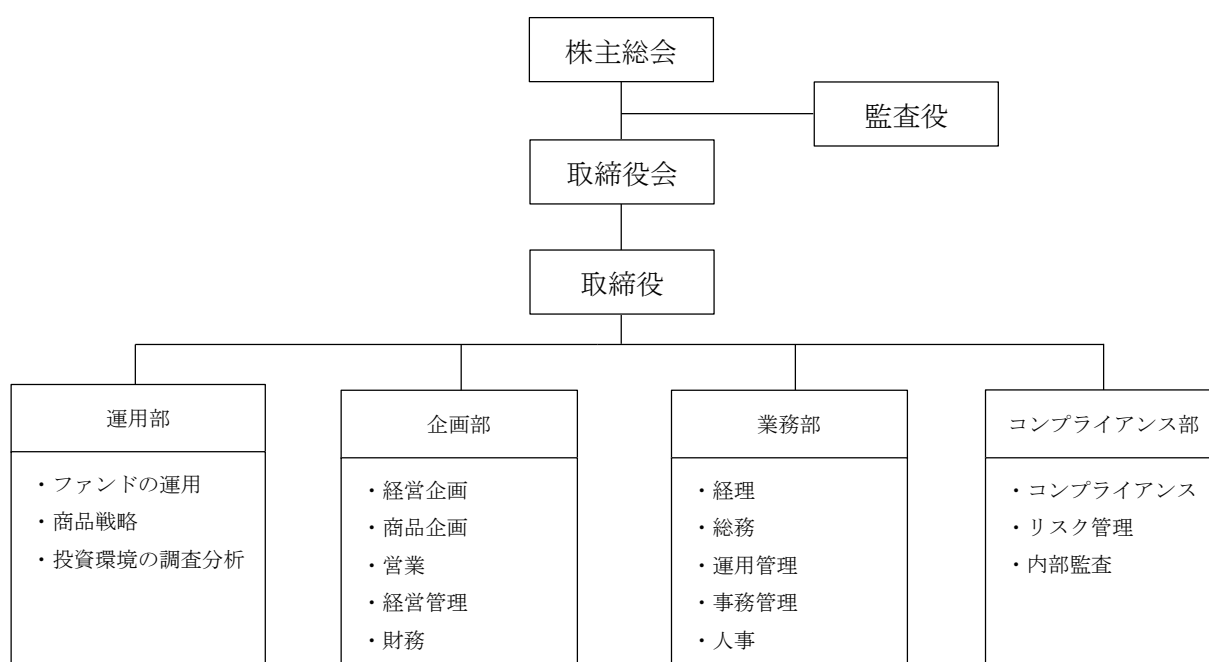 株主総会
監査役
取締役会
取締役
運用部
・ファンドの運用
・商品戦略
・投資環境の調査分析
企画部
・経営企画
・商品企画
・営業
・経営管理
・財務
業務部
・経理
・総務
・運用管理
・事務管理
・人事
コンプライアンス部
・コンプライアンス
・リスク管理
・内部監査